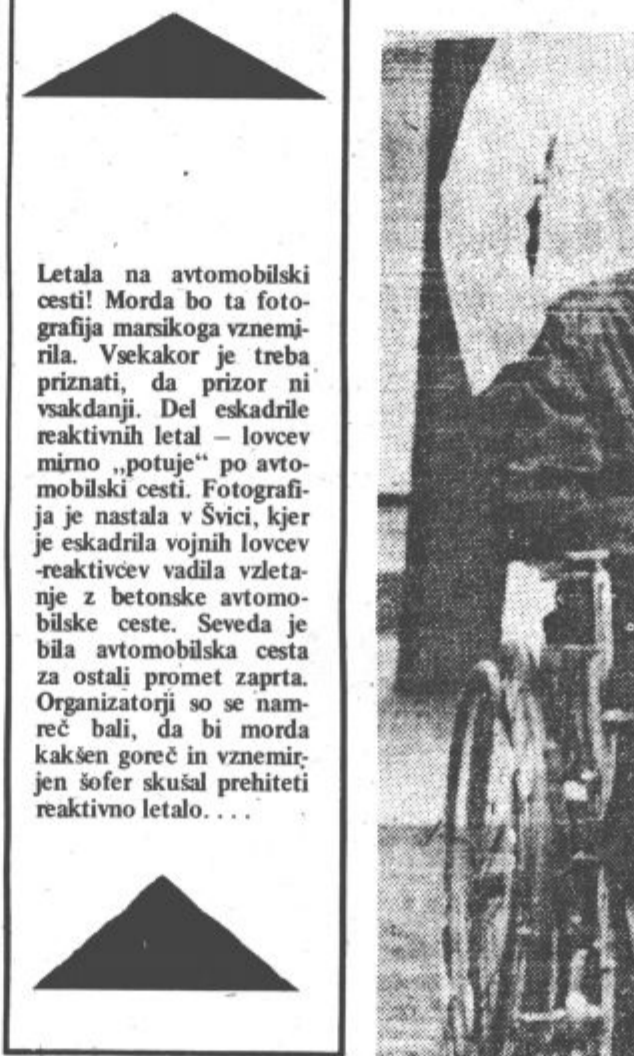 Letala na avtomobilski
cesti! Morda bo ta foto-
grafija marsikoga vznemi-
rila. Vsekakor je treba
priznati, da prizor ni
vsakdanji. Del eskadrile
reaktivnih letal – lovcev
mirno „potuje“ po avto-
mobilski cesti. Fotografi-
ja je nastala v Švici, kjer
je eskadrila vojnih lovcev
-reaktivcev vadila vzleta-
nje z betonske avtomo-
bilske ceste. Seveda je
bila avtomobilska cesta
za ostali promet zaprta.
Organizatorji so se nam-
reč bali, da bi morda
kakšen goreč in vznemir-
jen šofer skušal prehiteti
reaktivno letalo. . . .